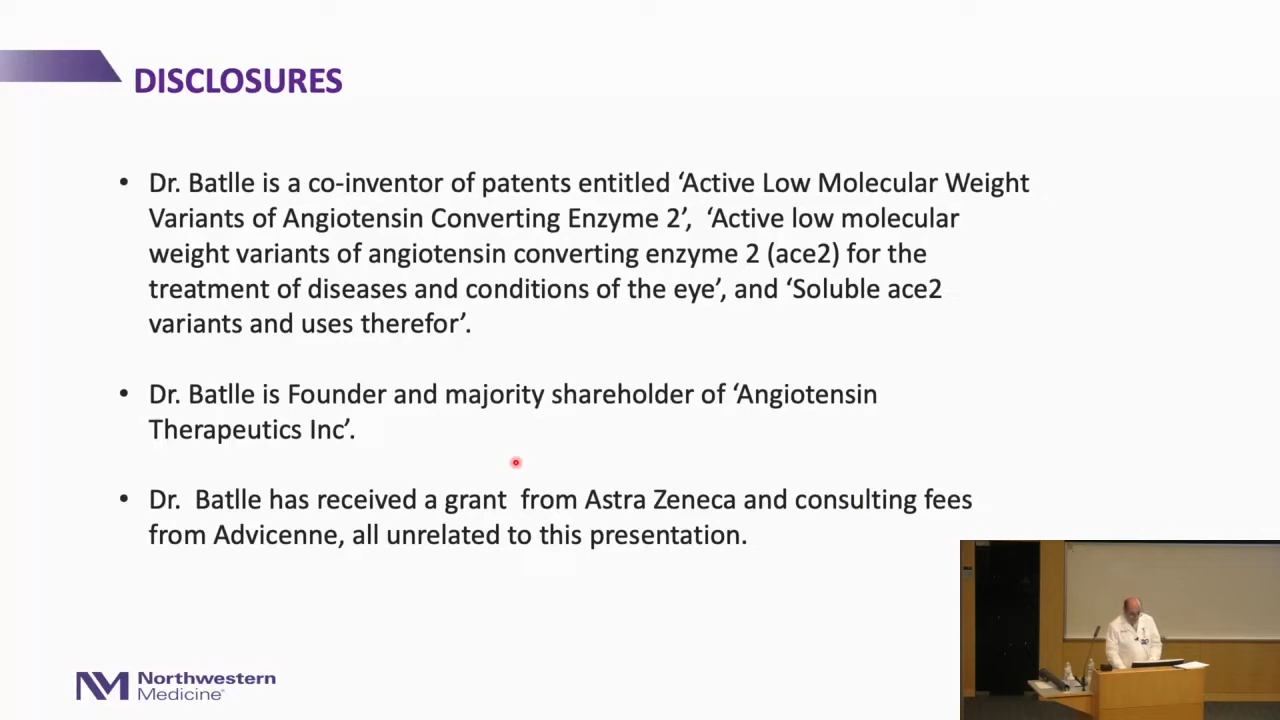 DISCLOSURES
• Dr. Batlle is a co-inventor of patents entitled ‘Active Low Molecular Weight
Variants of Angiotensin Converting Enzyme 2’,  ‘Active low molecular
weight variants of angiotensin converting enzyme 2 (ace2) for the
treatment of diseases and conditions of the eye’, and ‘Soluble ace2
variants and uses therefor’.
• Dr. Batlle is Founder and majority shareholder of ‘Angiotensin
Therapeutics Inc’.
• Dr.  Batlle has received a grant  from Astra Zeneca and consulting fees
from Advicenne, all unrelated to this presentation.
NM Northwestern
Medicine®